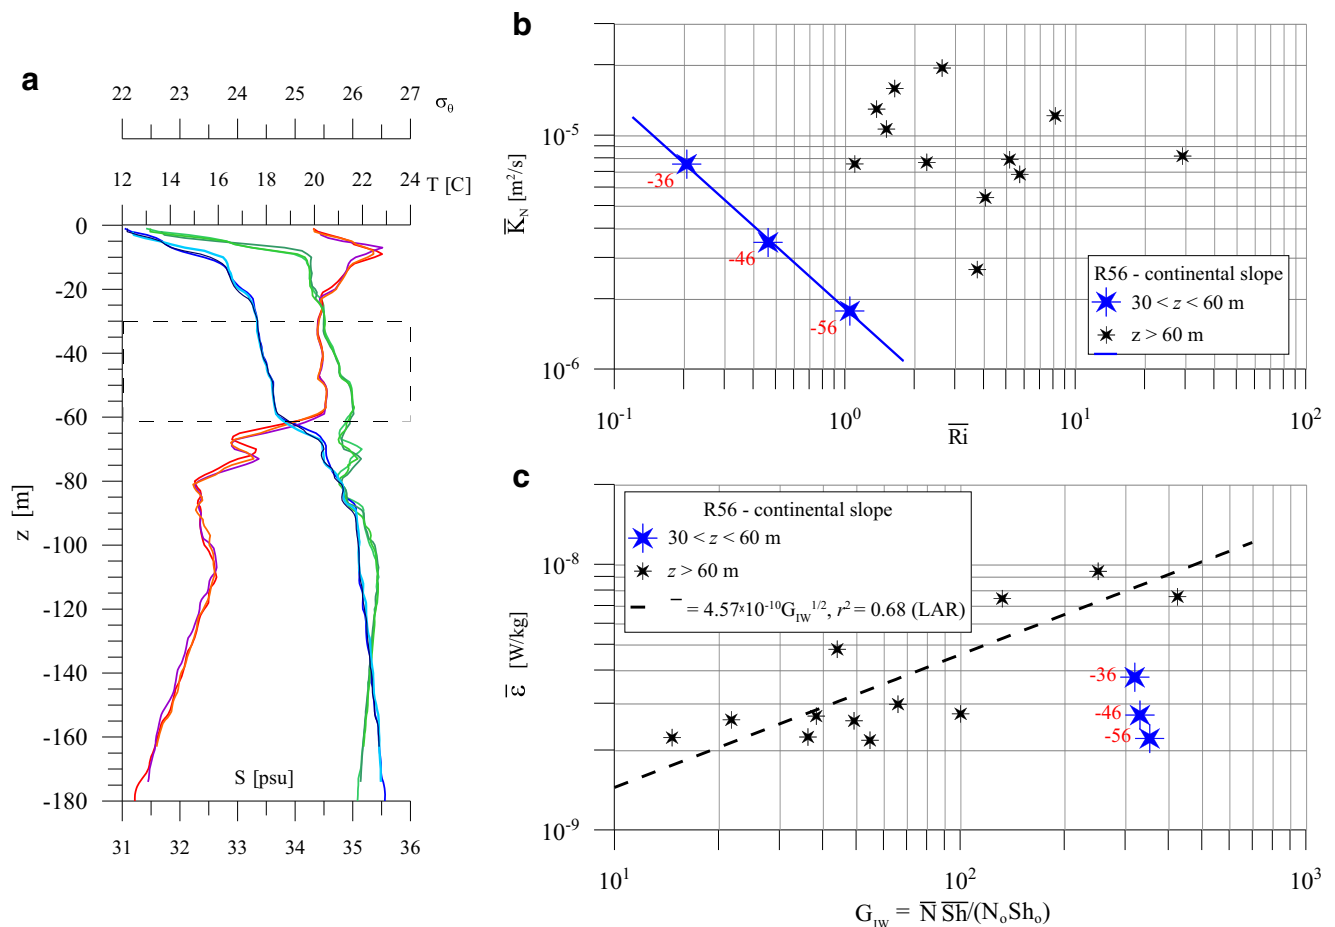 a
22 23 24 25 26 27 σθ
12 14 16 18 20 22 24 T [C]
0
-20
-40
-60
-80
-100
-120
-140
-160
-180
z [m]
S [psu]
31 32 33 34 35 36
b
10-5
10-6
K̅N [m2/s]
-36
-46
-56
R56 - continental slope
30 < z < 60 m
z > 60 m
10-1 100 101 102
R̅i̅
c
10-8
10-9
ε̅ [W/kg]
R56 - continental slope
30 < z < 60 m
z > 60 m
‾ = 4.57x10-10GIW1/2, r2 = 0.68 (LAR)
-36
-46
-56
101 102 103
GIW = N̅ S̅h̅/(NoSho)